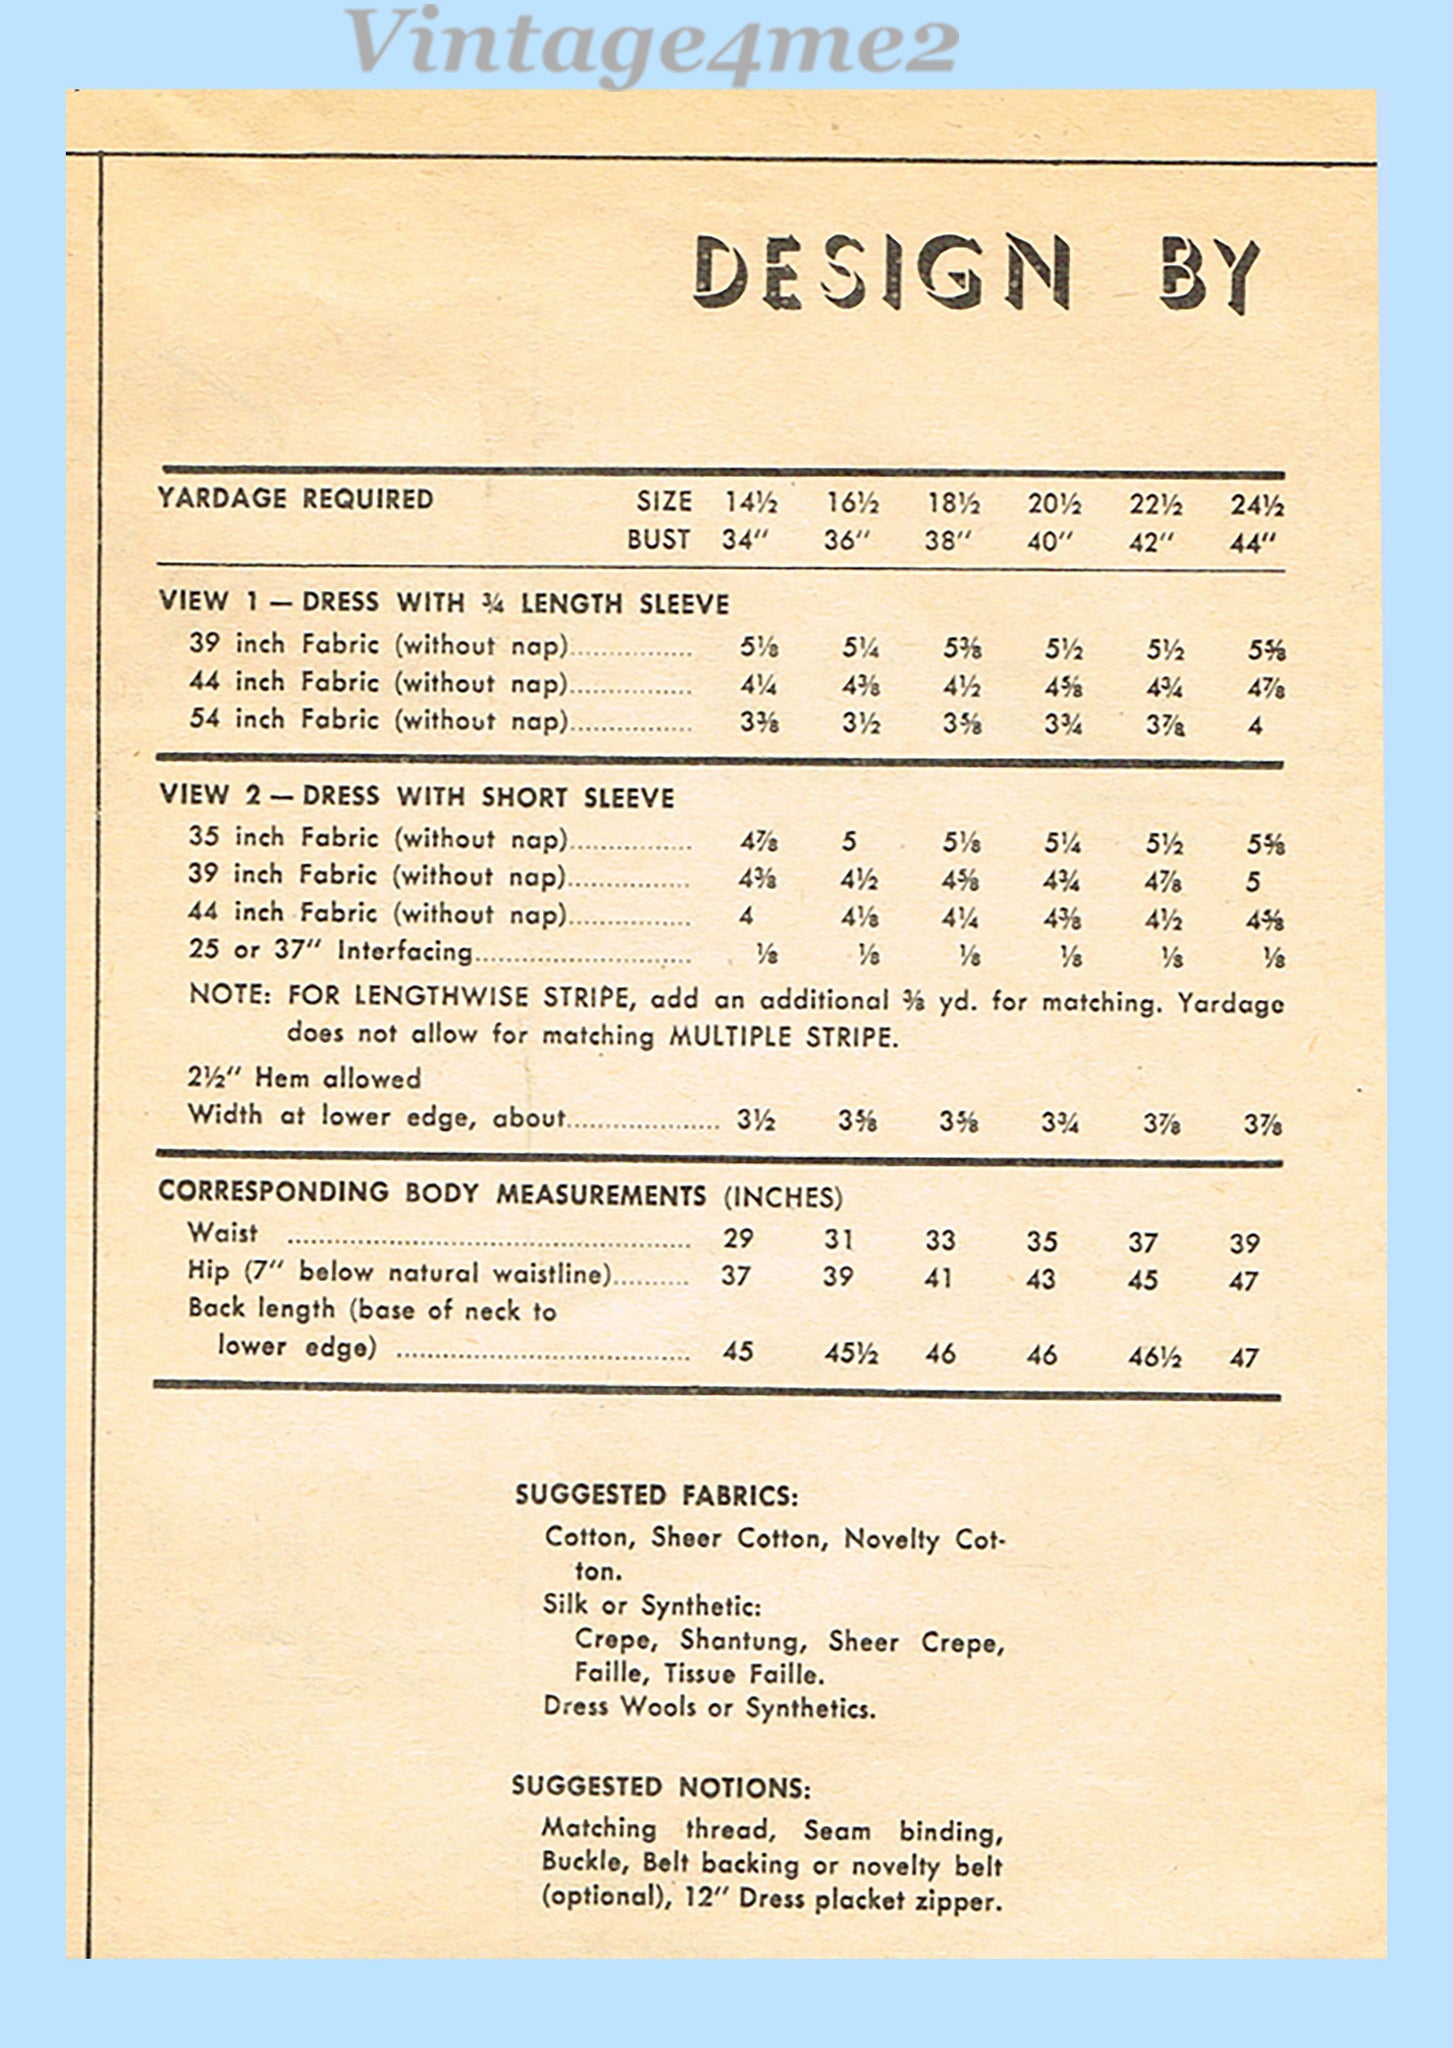 Vintage4me2
DESIGN BY
YARDAGE REQUIRED SIZE 14½ 16½ 18½ 20½ 22½ 24½
BUST 34" 36" 38" 40" 42" 44"
VIEW 1 — DRESS WITH ¾ LENGTH SLEEVE
39 inch Fabric (without nap)................ 5⅛ 5¼ 5⅜ 5½ 5½ 5⅝
44 inch Fabric (without nap)................ 4¼ 4⅜ 4½ 4⅝ 4¾ 4⅞
54 inch Fabric (without nap)................ 3⅜ 3½ 3⅝ 3¾ 3⅞ 4
VIEW 2 — DRESS WITH SHORT SLEEVE
35 inch Fabric (without nap)................ 4⅞ 5 5⅛ 5¼ 5½ 5⅝
39 inch Fabric (without nap)................ 4⅜ 4½ 4⅝ 4¾ 4⅞ 5
44 inch Fabric (without nap)................ 4 4⅛ 4¼ 4⅜ 4½ 4⅝
25 or 37" Interfacing............................ ⅛ ⅛ ⅛ ⅛ ⅛ ⅛
NOTE: FOR LENGTHWISE STRIPE, add an additional ⅜ yd. for matching. Yardage
does not allow for matching MULTIPLE STRIPE.
2½" Hem allowed
Width at lower edge, about.................... 3½ 3⅝ 3⅝ 3¾ 3⅞ 3⅞
CORRESPONDING BODY MEASUREMENTS (INCHES)
Waist .................................................... 29 31 33 35 37 39
Hip (7" below natural waistline).......... 37 39 41 43 45 47
Back length (base of neck to
lower edge) ...................................... 45 45½ 46 46 46½ 47
SUGGESTED FABRICS:
Cotton, Sheer Cotton, Novelty Cot-
ton.
Silk or Synthetic:
Crepe, Shantung, Sheer Crepe,
Faille, Tissue Faille.
Dress Wools or Synthetics.
SUGGESTED NOTIONS:
Matching thread, Seam binding,
Buckle, Belt backing or novelty belt
(optional), 12" Dress placket zipper.